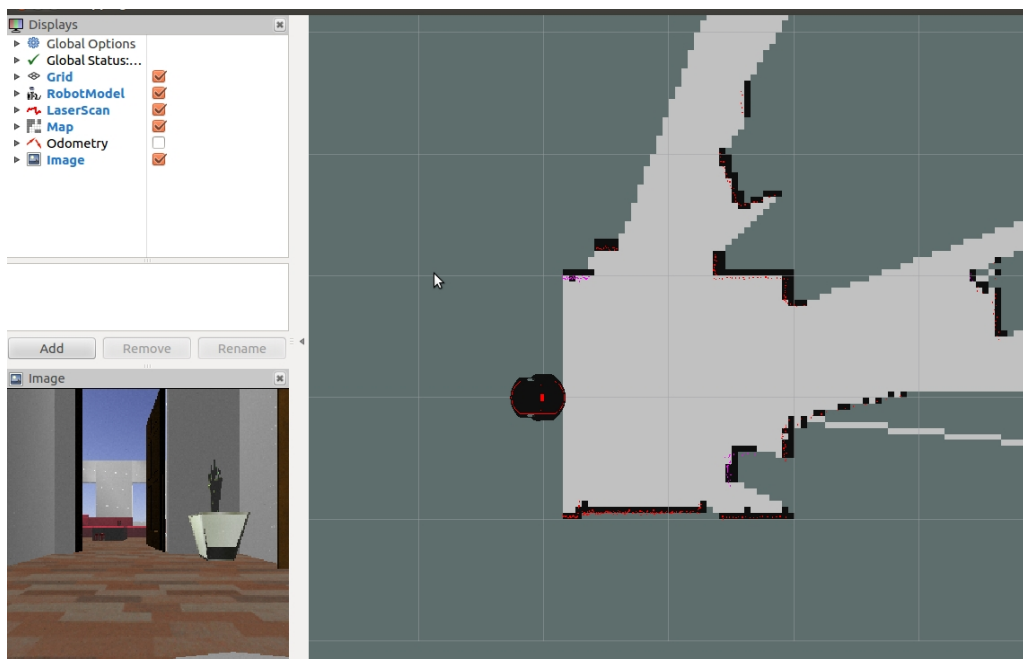 Displays
Global Options
Global Status:...
Grid
RobotModel
LaserScan
Map
Odometry
Image
Add
Remove
Rename
Image